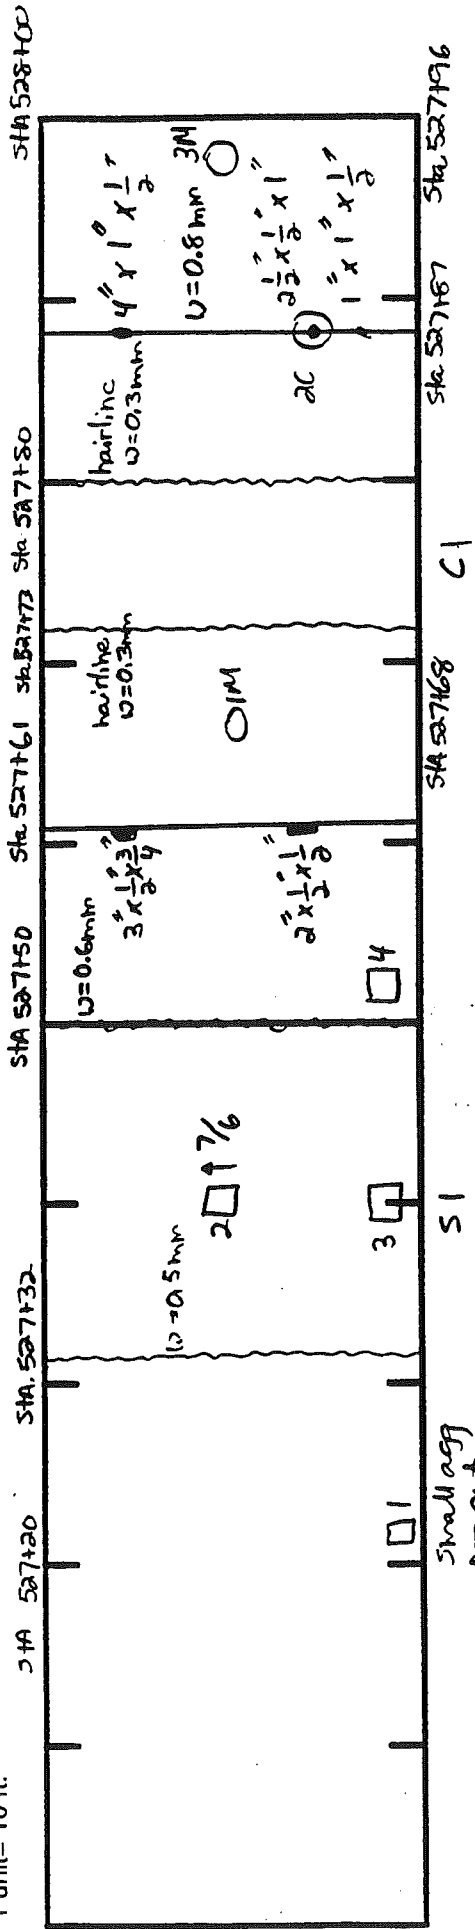 1 unit= 10 ft.
StA 527+20
StA. 527+32
StA 527+50
Sta 527+61
Sta 527+73
Sta 527+80
StA 528+00
w=0.5mm
w=0.6mm
3" x 1/2" x 3/4"
2" x 1/2" x 1/2"
hairline
w=0.3mm
hairline
w=0.3mm
4" x 1" x 1/2"
w=0.8mm
3M
2 1/2" x 1/2" x 1"
1" x 1" x 1/2"
1M
2C
2 → 7/6
1
3
4
Small agg
S1
StA 527+68
C1
Sta 527+87
Sta 527+96